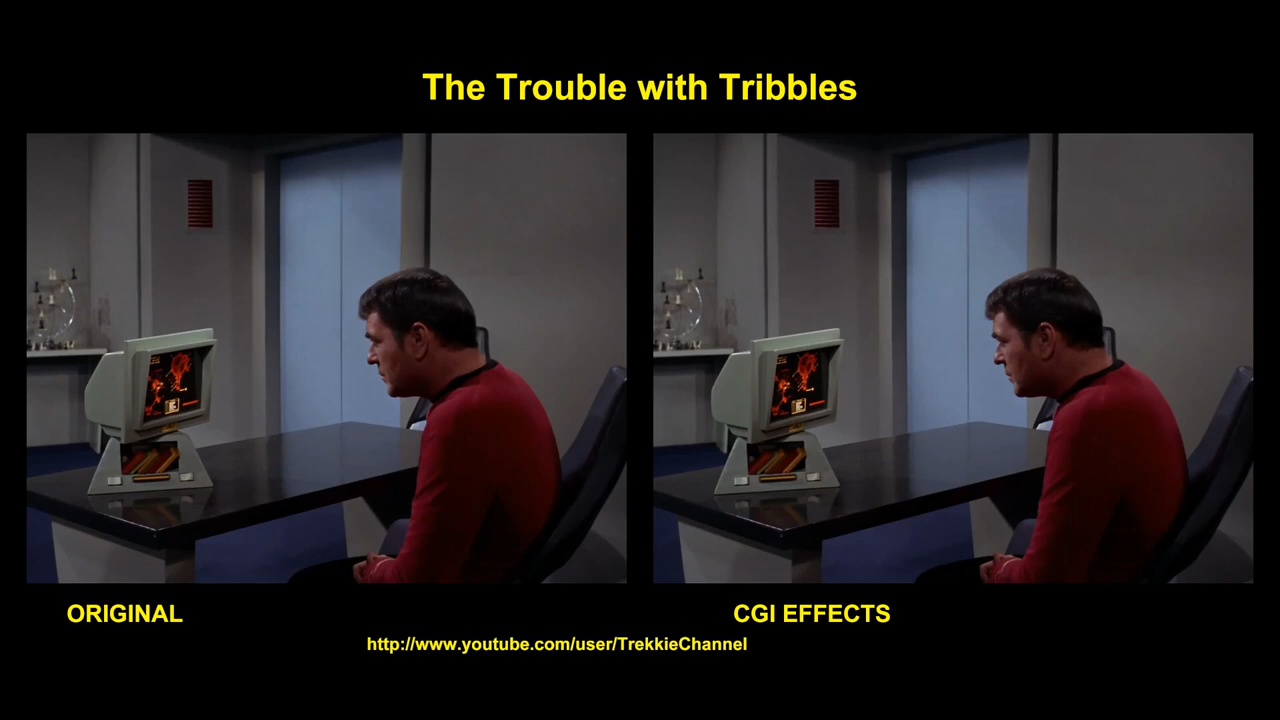 The Trouble with Tribbles
ORIGINAL
CGI EFFECTS
http://www.youtube.com/user/TrekkieChannel